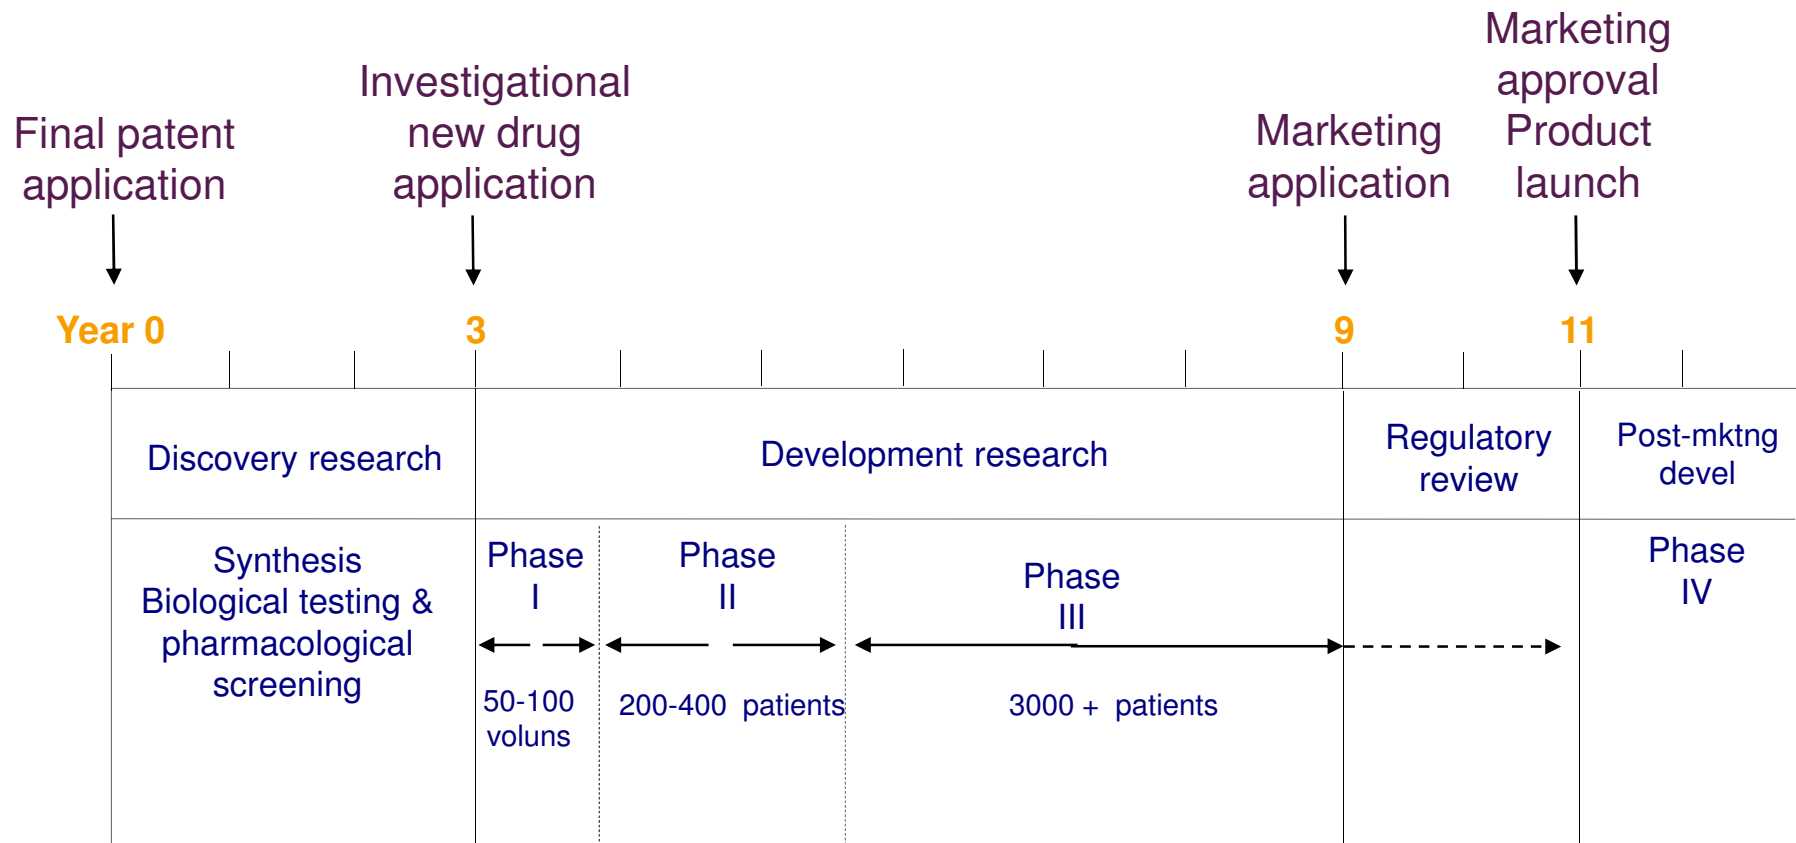 Final patent
application
Investigational
new drug
application
Marketing
application
Marketing
approval
Product
launch
Year 0
3
9
11
Discovery research
Development research
Regulatory
review
Post-mktng
devel
Synthesis
Biological testing &
pharmacological
screening
Phase
I
50-100
voluns
Phase
II
200-400 patients
Phase
III
3000 + patients
Phase
IV